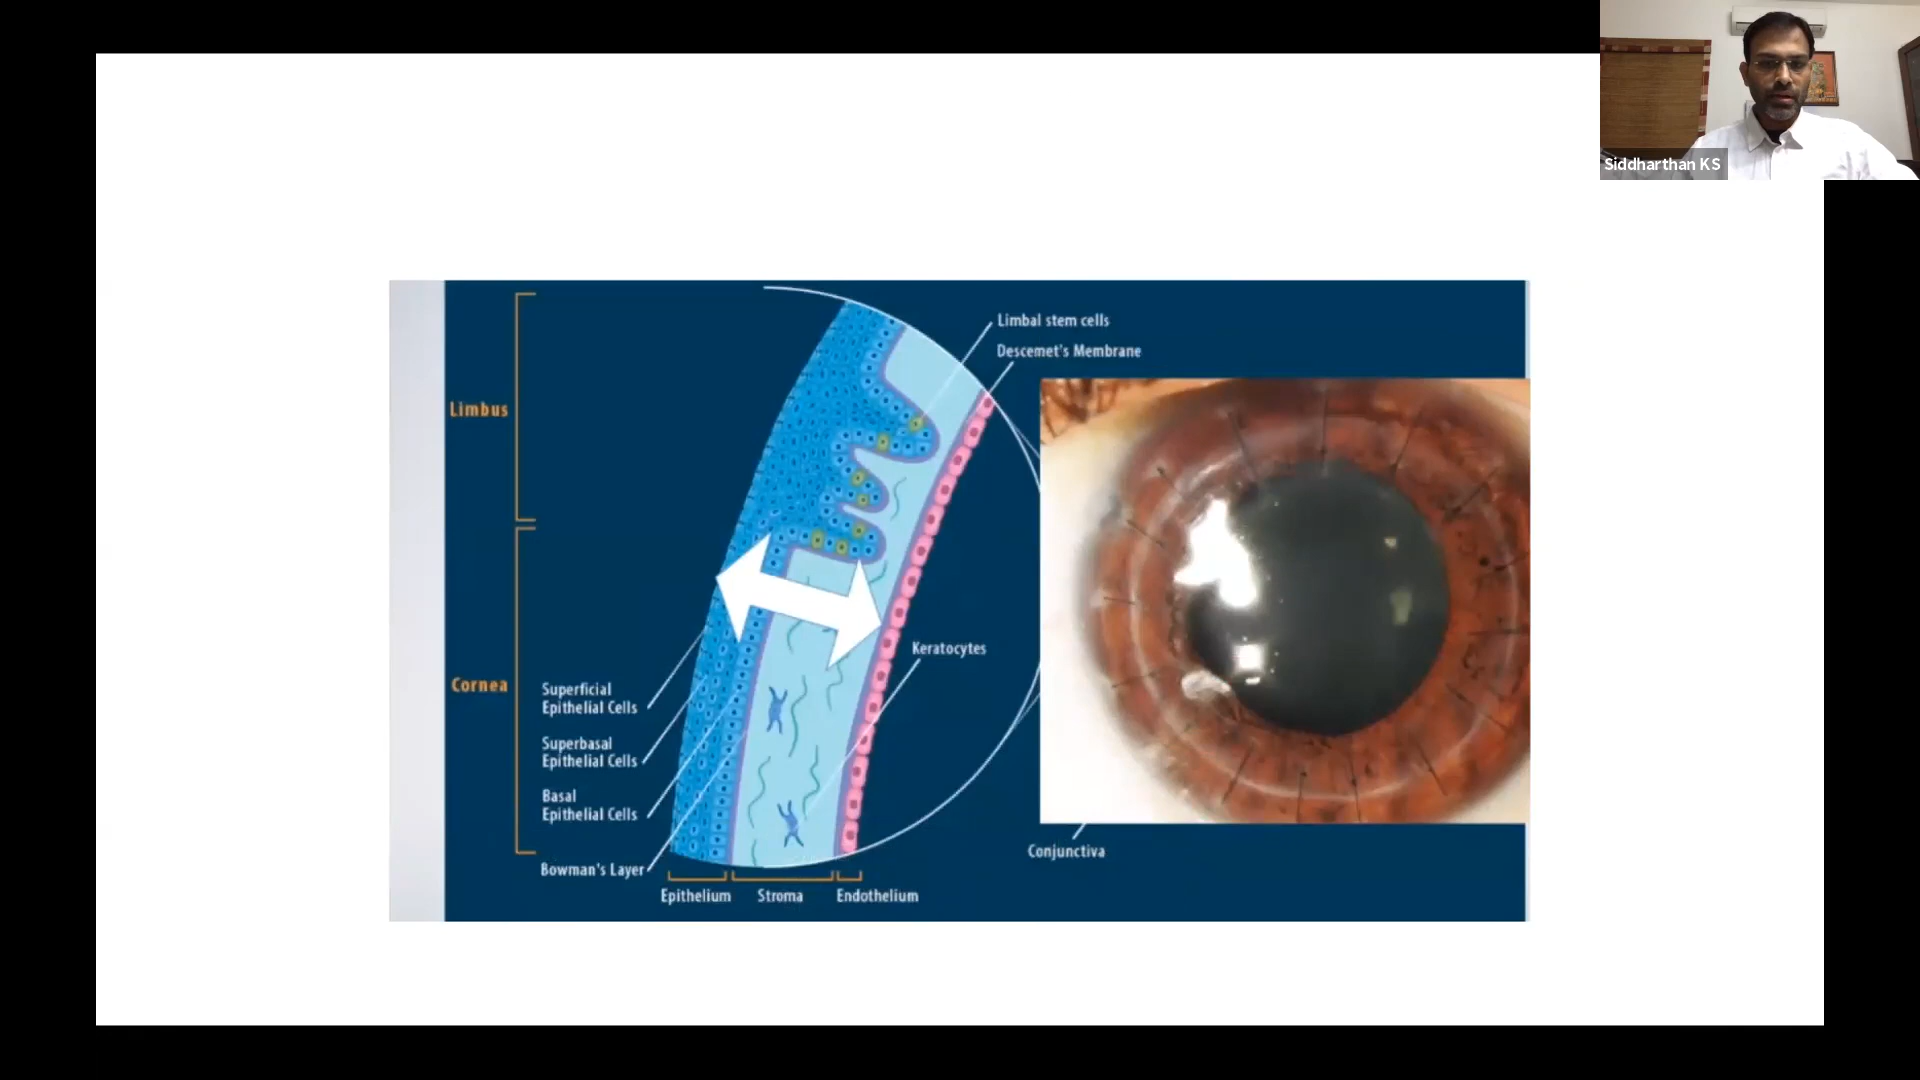 Siddharthan KS
Limbal stem cells
Descemet's Membrane
Limbus
Keratocytes
Cornea
Superficial
Epithelial Cells
Superbasal
Epithelial Cells
Basal
Epithelial Cells
Bowman's Layer
Conjunctiva
Epithelium
Stroma
Endothelium